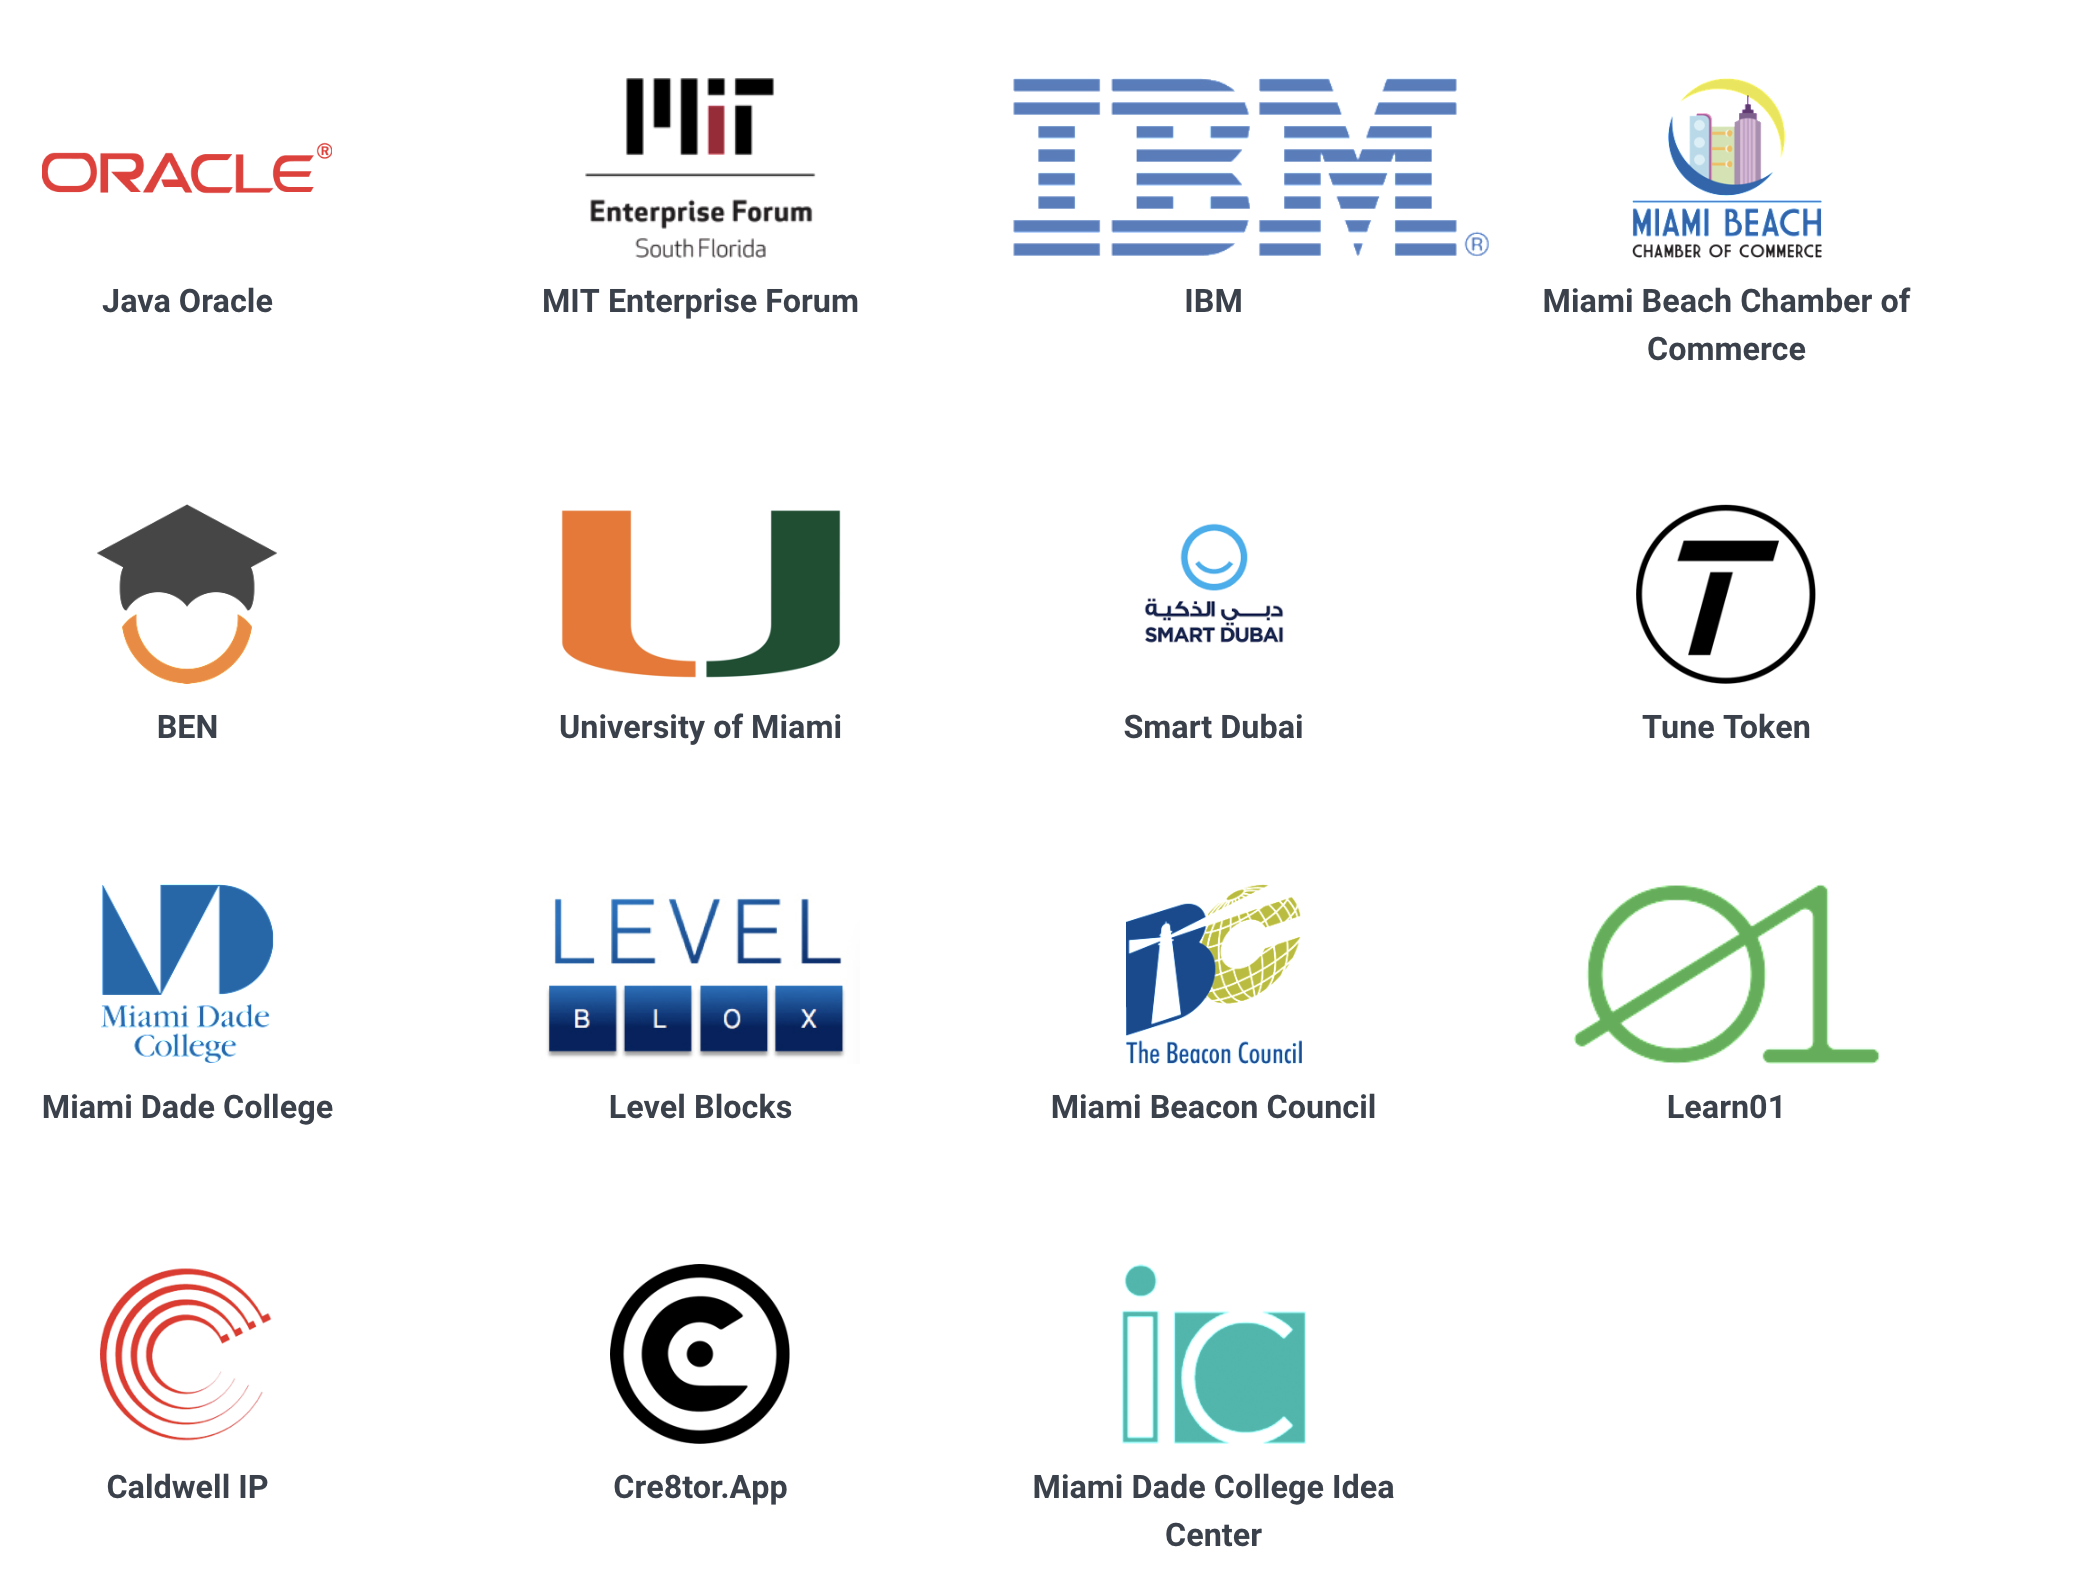 ORACLE®
MiT
Enterprise Forum
South Florida
IBM®
MIAMI BEACH
CHAMBER OF COMMERCE
Java Oracle
MIT Enterprise Forum
IBM
Miami Beach Chamber of
Commerce
U
دبي الذكية
SMART DUBAI
T
BEN
University of Miami
Smart Dubai
Tune Token
MD
Miami Dade
College
LEVEL
B L O X
BC
The Beacon Council
01
Miami Dade College
Level Blocks
Miami Beacon Council
Learn01
C
C
iC
Caldwell IP
Cre8tor.App
Miami Dade College Idea
Center